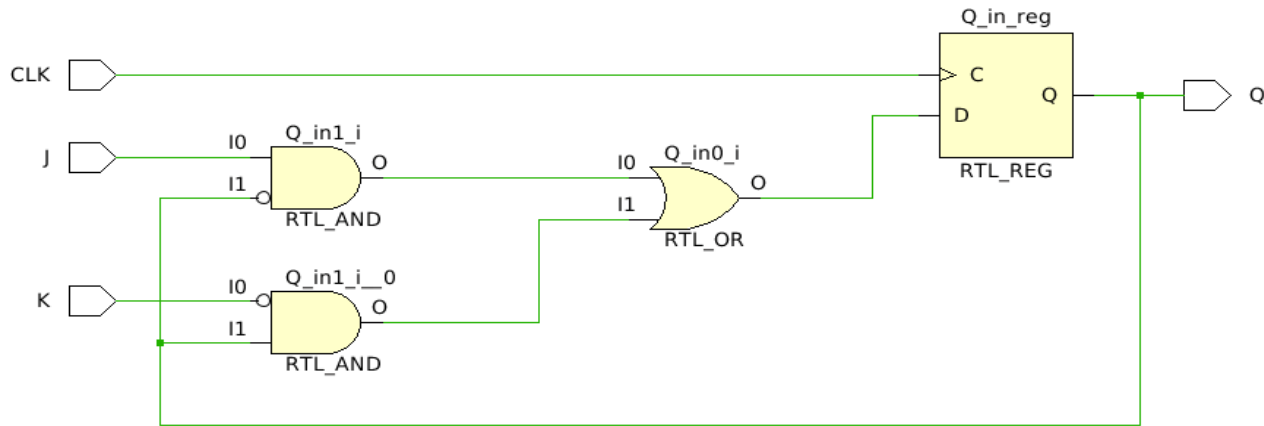 Q_in_reg
CLK
C
Q
Q
D
RTL_REG
Q_in1_i
J
I0
O
I1
RTL_AND
Q_in0_i
I0
O
I1
RTL_OR
Q_in1_i__0
K
I0
O
I1
RTL_AND